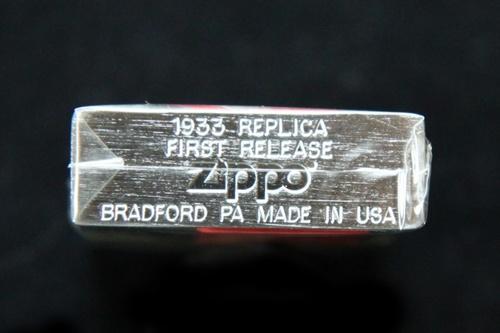 1933 REPLICA
FIRST RELEASE
Zippo
BRADFORD PA MADE IN USA